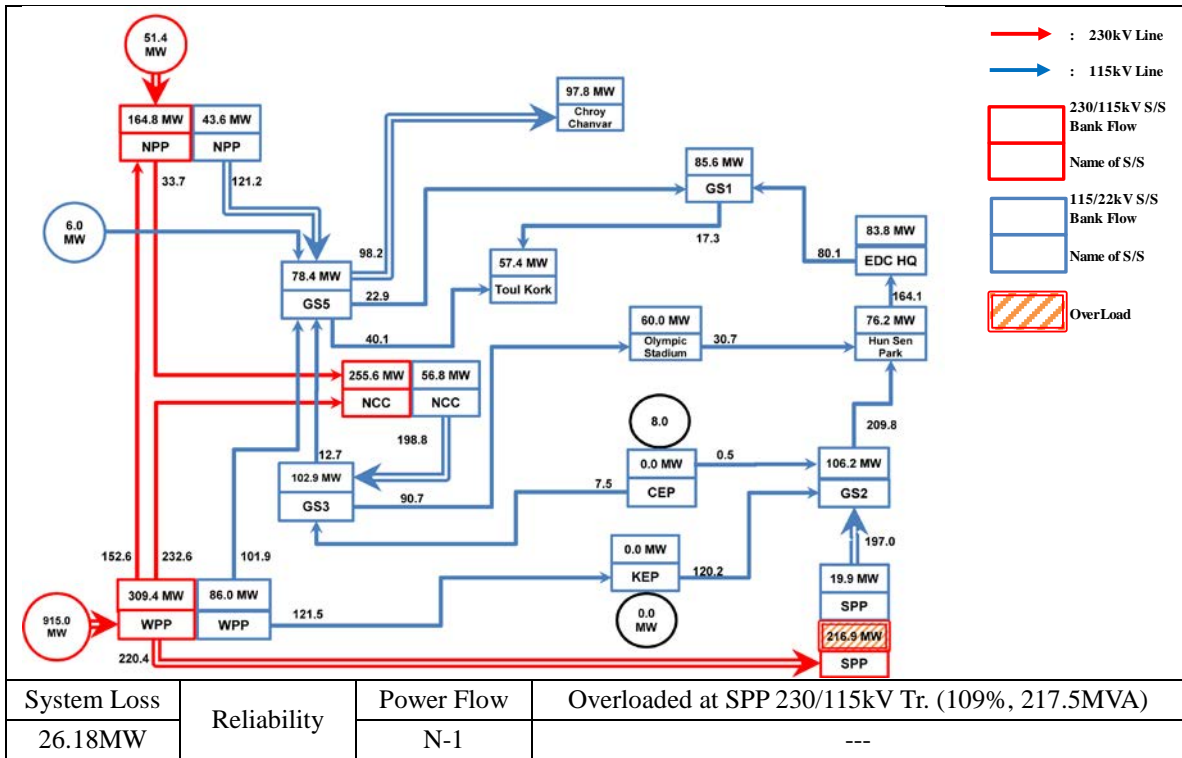 51.4
MW
: 230kV Line
: 115kV Line
230/115kV S/S
Bank Flow
Name of S/S
115/22kV S/S
Bank Flow
Name of S/S
OverLoad
97.8 MW
Chroy
Chanvar
164.8 MW
43.6 MW
NPP
NPP
33.7
121.2
85.6 MW
GS1
17.3
6.0
MW
83.8 MW
EDC HQ
80.1
164.1
98.2
78.4 MW
GS5
22.9
40.1
57.4 MW
Toul Kork
60.0 MW
Olympic
Stadium
30.7
76.2 MW
Hun Sen
Park
255.6 MW
56.8 MW
NCC
NCC
198.8
209.8
8.0
12.7
102.9 MW
GS3
90.7
7.5
0.0 MW
CEP
0.5
106.2 MW
GS2
197.0
152.6
232.6
101.9
0.0 MW
KEP
120.2
0.0
MW
19.9 MW
SPP
216.9 MW
SPP
309.4 MW
86.0 MW
WPP
WPP
121.5
915.0
MW
220.4
System Loss
Reliability
Power Flow
Overloaded at SPP 230/115kV Tr. (109%, 217.5MVA)
26.18MW
N-1
---